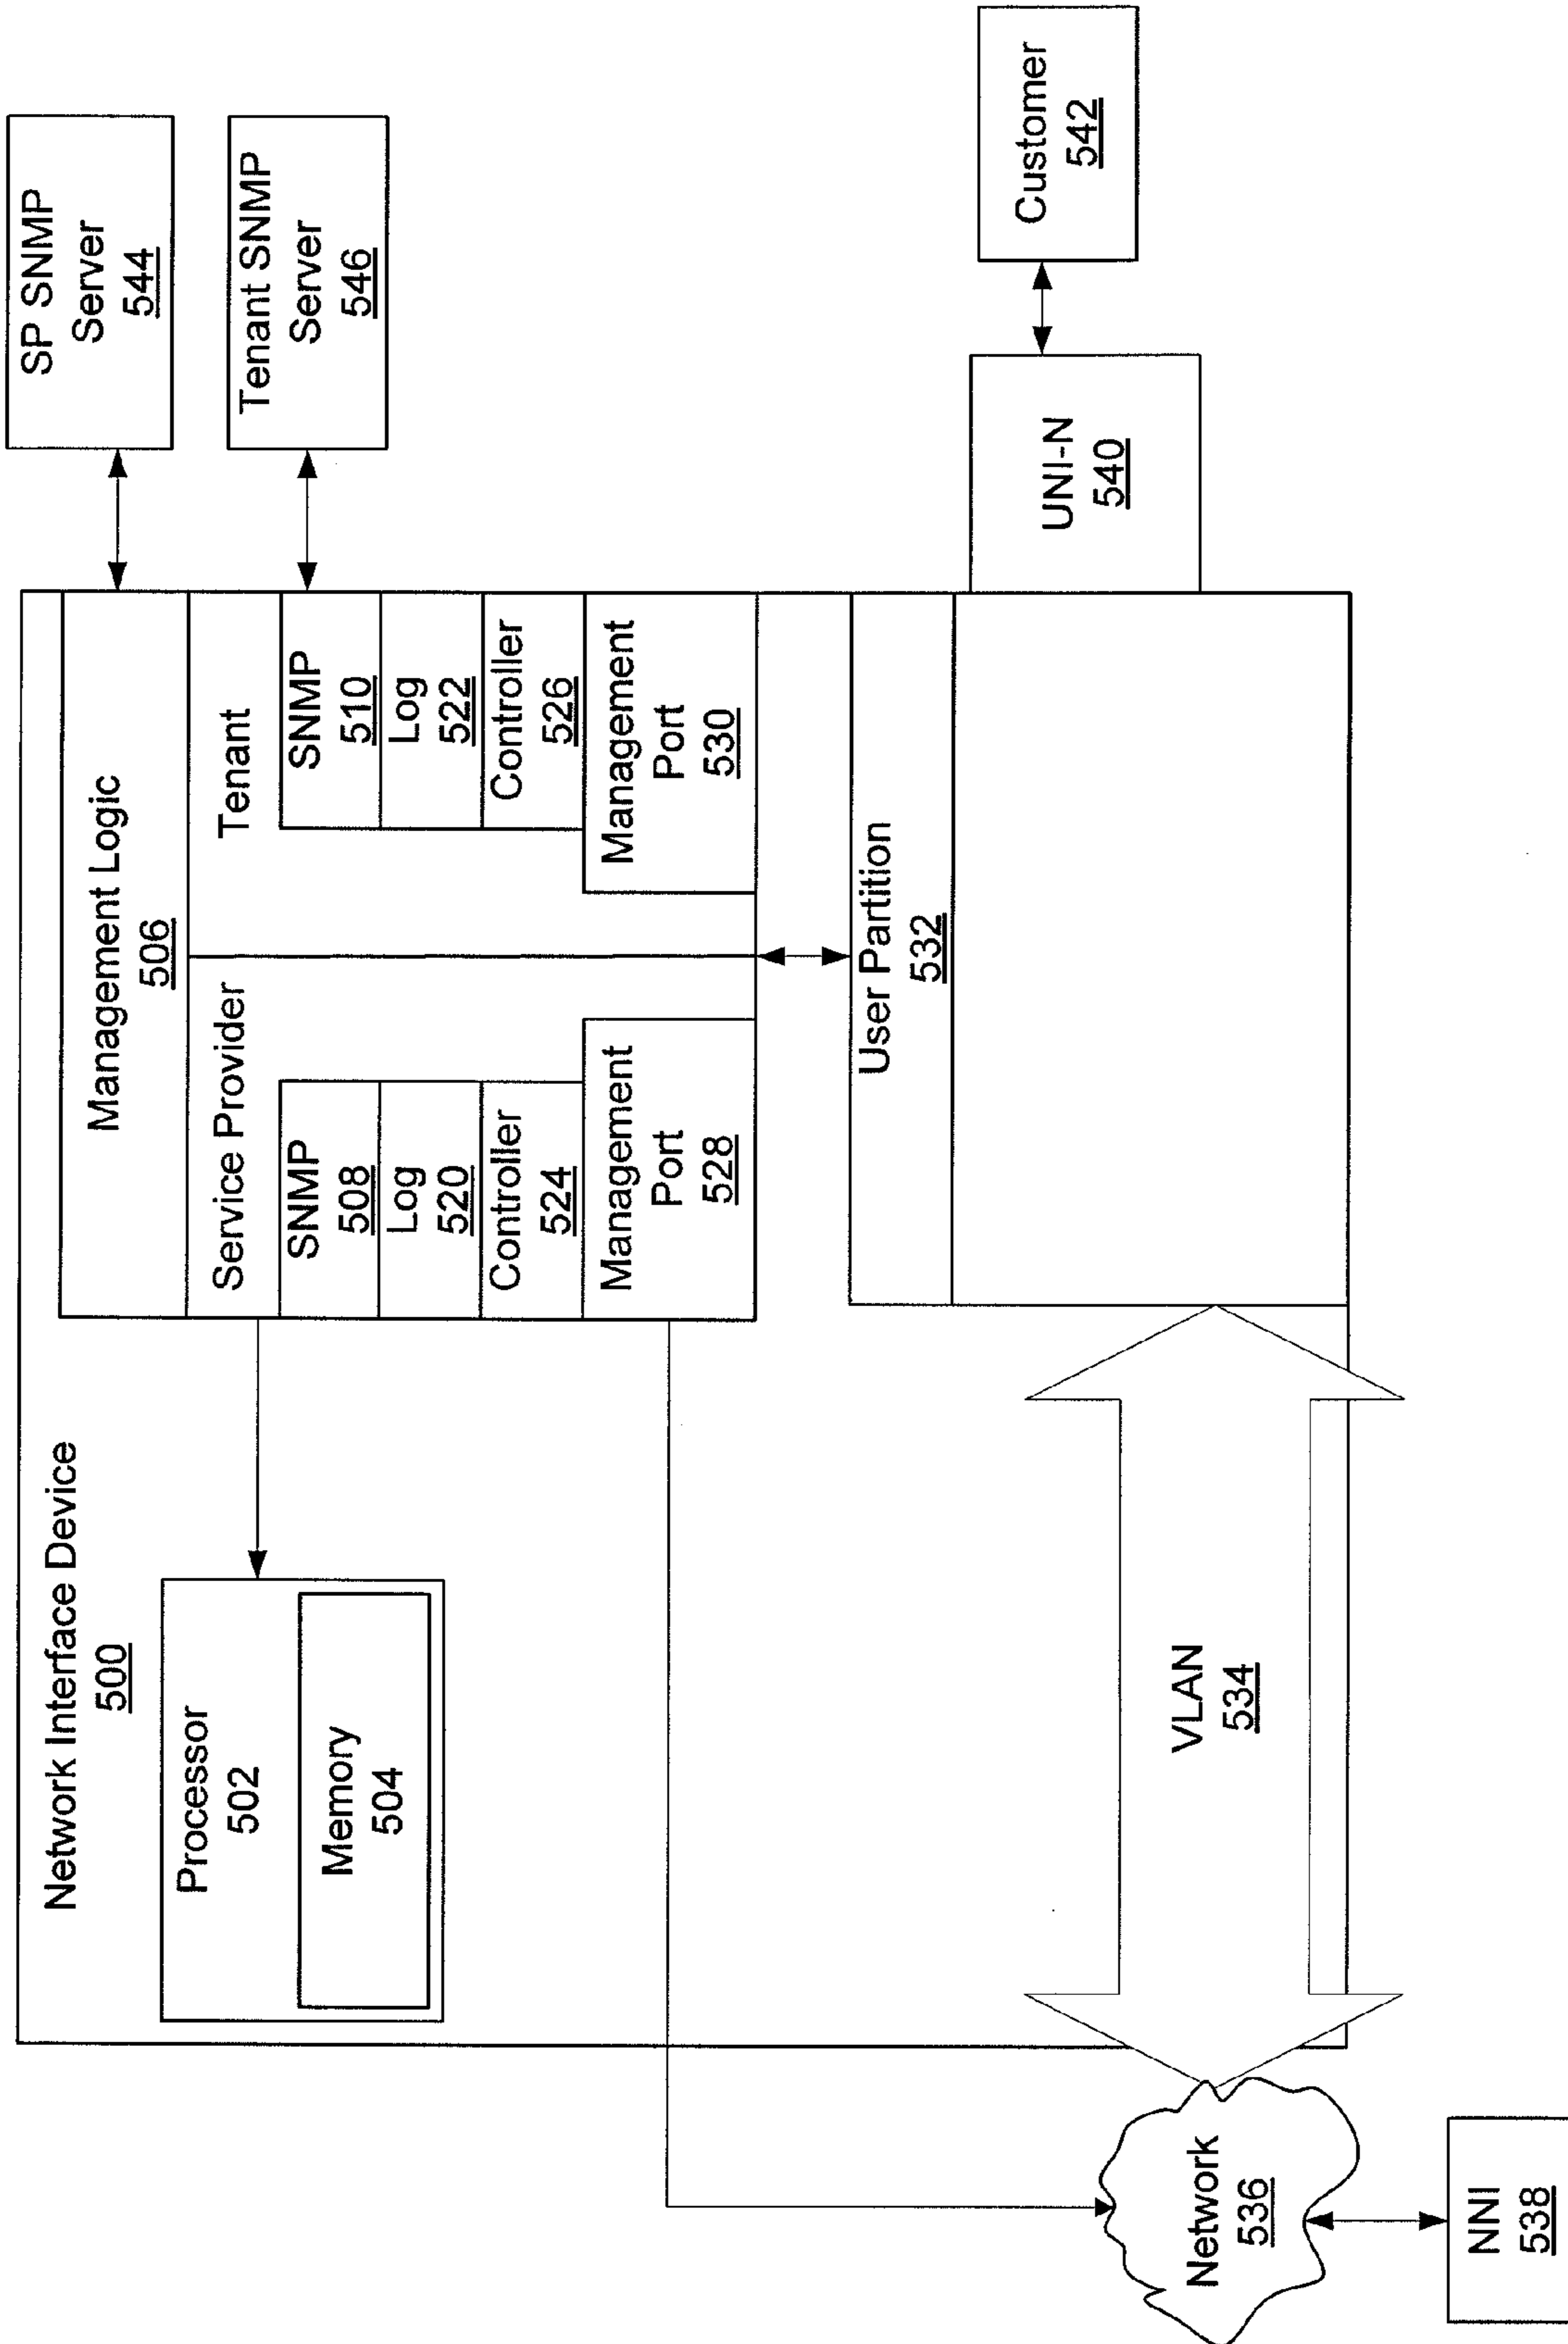 Network Interface Device
500
Processor
502
Memory
504
Management Logic
506
Service Provider
SNMP
508
Log
520
Controller
524
Management
Port
528
Tenant
SNMP
510
Log
522
Controller
526
Management
Port
530
SP SNMP
Server
544
Tenant SNMP
Server
546
User Partition
532
VLAN
534
Network
536
NNI
538
UNI-N
540
Customer
542